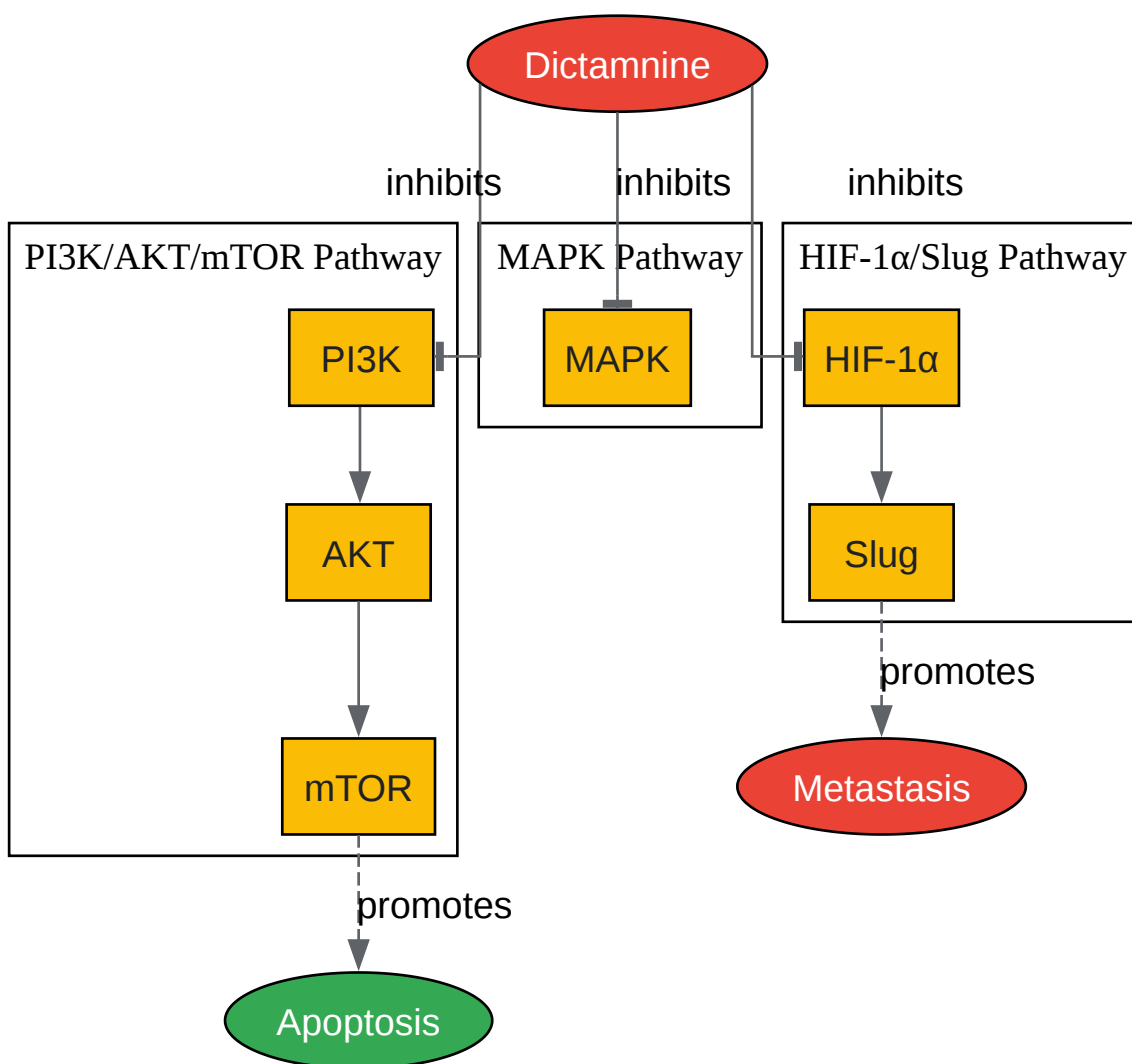 Dictamnine
inhibits
inhibits
inhibits
PI3K/AKT/mTOR Pathway
MAPK Pathway
HIF-1α/Slug Pathway
PI3K
MAPK
HIF-1α
AKT
Slug
promotes
mTOR
Metastasis
promotes
Apoptosis